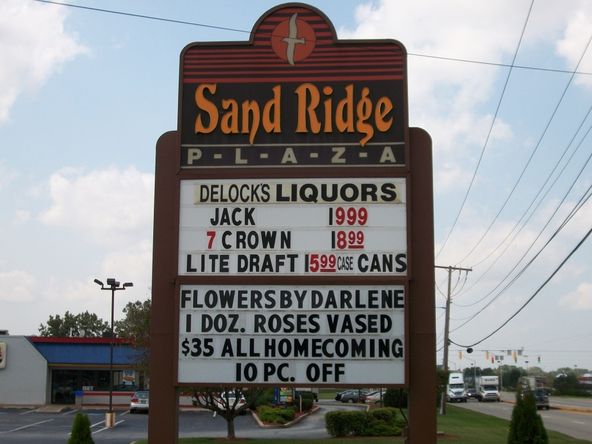 Sand Ridge
P-L-A-Z-A
DELOCK'S LIQUORS
JACK 1999
7 CROWN 1899
LITE DRAFT 1599 CASE CANS
FLOWERS BY DARLENE
1 DOZ. ROSES VASED
$35 ALL HOMECOMING
10 PC. OFF